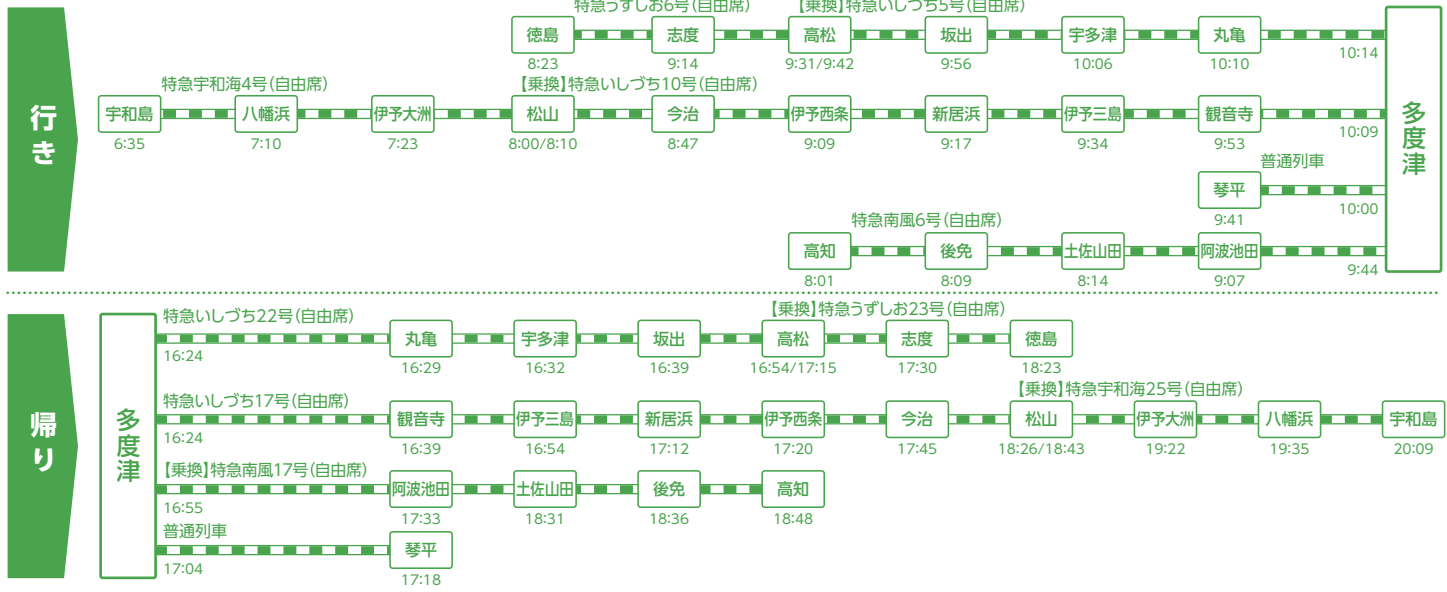 行き
特急うずしお6号(自由席) 【乗換】特急いしづち5号(自由席)
徳島 志度 高松 坂出 宇多津 丸亀
8:23 9:14 9:31/9:42 9:56 10:06 10:10 10:14
特急宇和海4号(自由席) 【乗換】特急いしづち10号(自由席)
宇和島 八幡浜 伊予大洲 松山 今治 伊予西条 新居浜 伊予三島 観音寺
6:35 7:10 7:23 8:00/8:10 8:47 9:09 9:17 9:34 9:53 10:09
普通列車
琴平
9:41 10:00
特急南風6号(自由席)
高知 後免 土佐山田 阿波池田
8:01 8:09 8:14 9:07 9:44
多度津
帰り
多度津
特急いしづち22号(自由席) 【乗換】特急うずしお23号(自由席)
丸亀 宇多津 坂出 高松 志度 徳島
16:24 16:29 16:32 16:39 16:54/17:15 17:30 18:23
特急いしづち17号(自由席) 【乗換】特急宇和海25号(自由席)
観音寺 伊予三島 新居浜 伊予西条 今治 松山 伊予大洲 八幡浜 宇和島
16:24 16:39 16:54 17:12 17:20 17:45 18:26/18:43 19:22 19:35 20:09
【乗換】特急南風17号(自由席)
阿波池田 土佐山田 後免 高知
16:55 17:33 18:31 18:36 18:48
普通列車
琴平
17:04 17:18